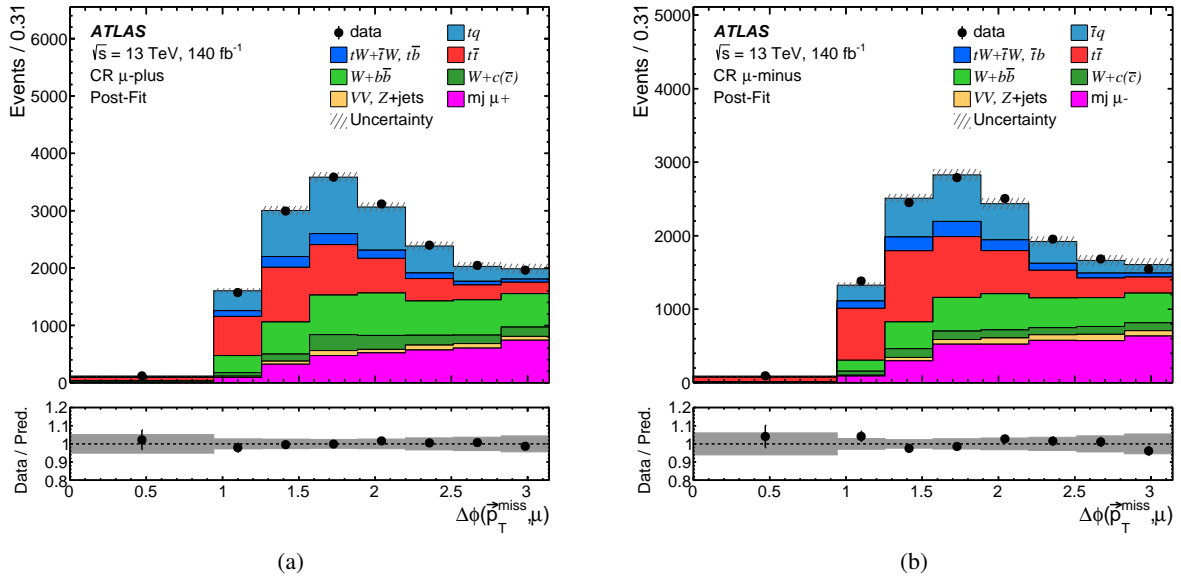 ATLAS
√s = 13 TeV, 140 fb⁻¹
CR μ-plus
Post-Fit
data
tq
tW+t̄W, tb̄
tt̄
W+bb̄
W+c(c̄)
VV, Z+jets
mj μ+
Uncertainty
Events / 0.31
6000
5000
4000
3000
2000
1000
0
Data / Pred.
1.2
1.1
1
0.9
0.8
0 0.5 1 1.5 2 2.5 3
Δϕ(p⃗_T^miss,μ)
(a)
ATLAS
√s = 13 TeV, 140 fb⁻¹
CR μ-minus
Post-Fit
data
t̄q
tW+t̄W, t̄b
tt̄
W+bb̄
W+c(c̄)
VV, Z+jets
mj μ-
Uncertainty
Events / 0.31
5000
4000
3000
2000
1000
0
Data / Pred.
1.2
1.1
1
0.9
0.8
0 0.5 1 1.5 2 2.5 3
Δϕ(p⃗_T^miss,μ)
(b)